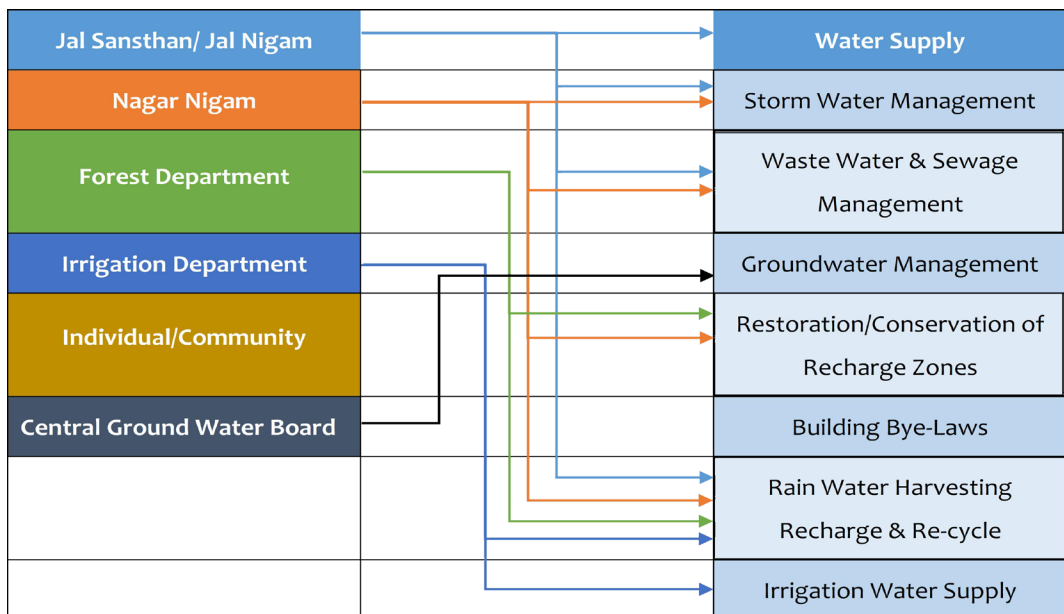 Jal Sansthan/ Jal Nigam
Water Supply
Nagar Nigam
Storm Water Management
Forest Department
Waste Water & Sewage
Management
Irrigation Department
Groundwater Management
Individual/Community
Restoration/Conservation of
Recharge Zones
Central Ground Water Board
Building Bye-Laws
Rain Water Harvesting
Recharge & Re-cycle
Irrigation Water Supply